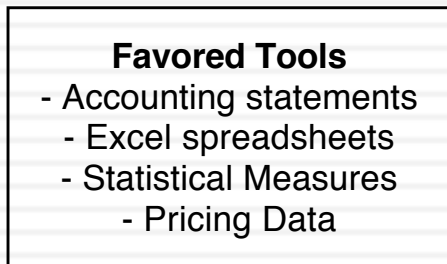 Favored Tools
- Accounting statements
- Excel spreadsheets
- Statistical Measures
- Pricing Data